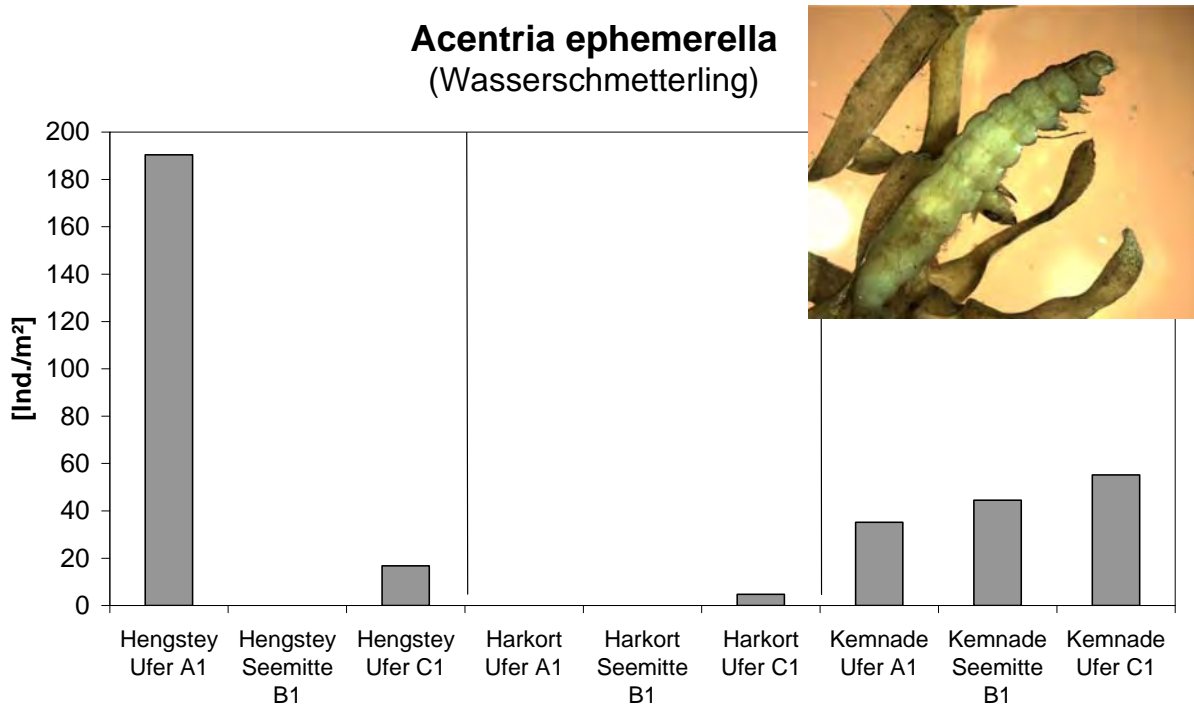 Acentria ephemerella
(Wasserschmetterling)
[Ind./m²]
200
180
160
140
120
100
80
60
40
20
0
Hengstey
Ufer A1
Hengstey
Seemitte
B1
Hengstey
Ufer C1
Harkort
Ufer A1
Harkort
Seemitte
B1
Harkort
Ufer C1
Kemnade
Ufer A1
Kemnade
Seemitte
B1
Kemnade
Ufer C1